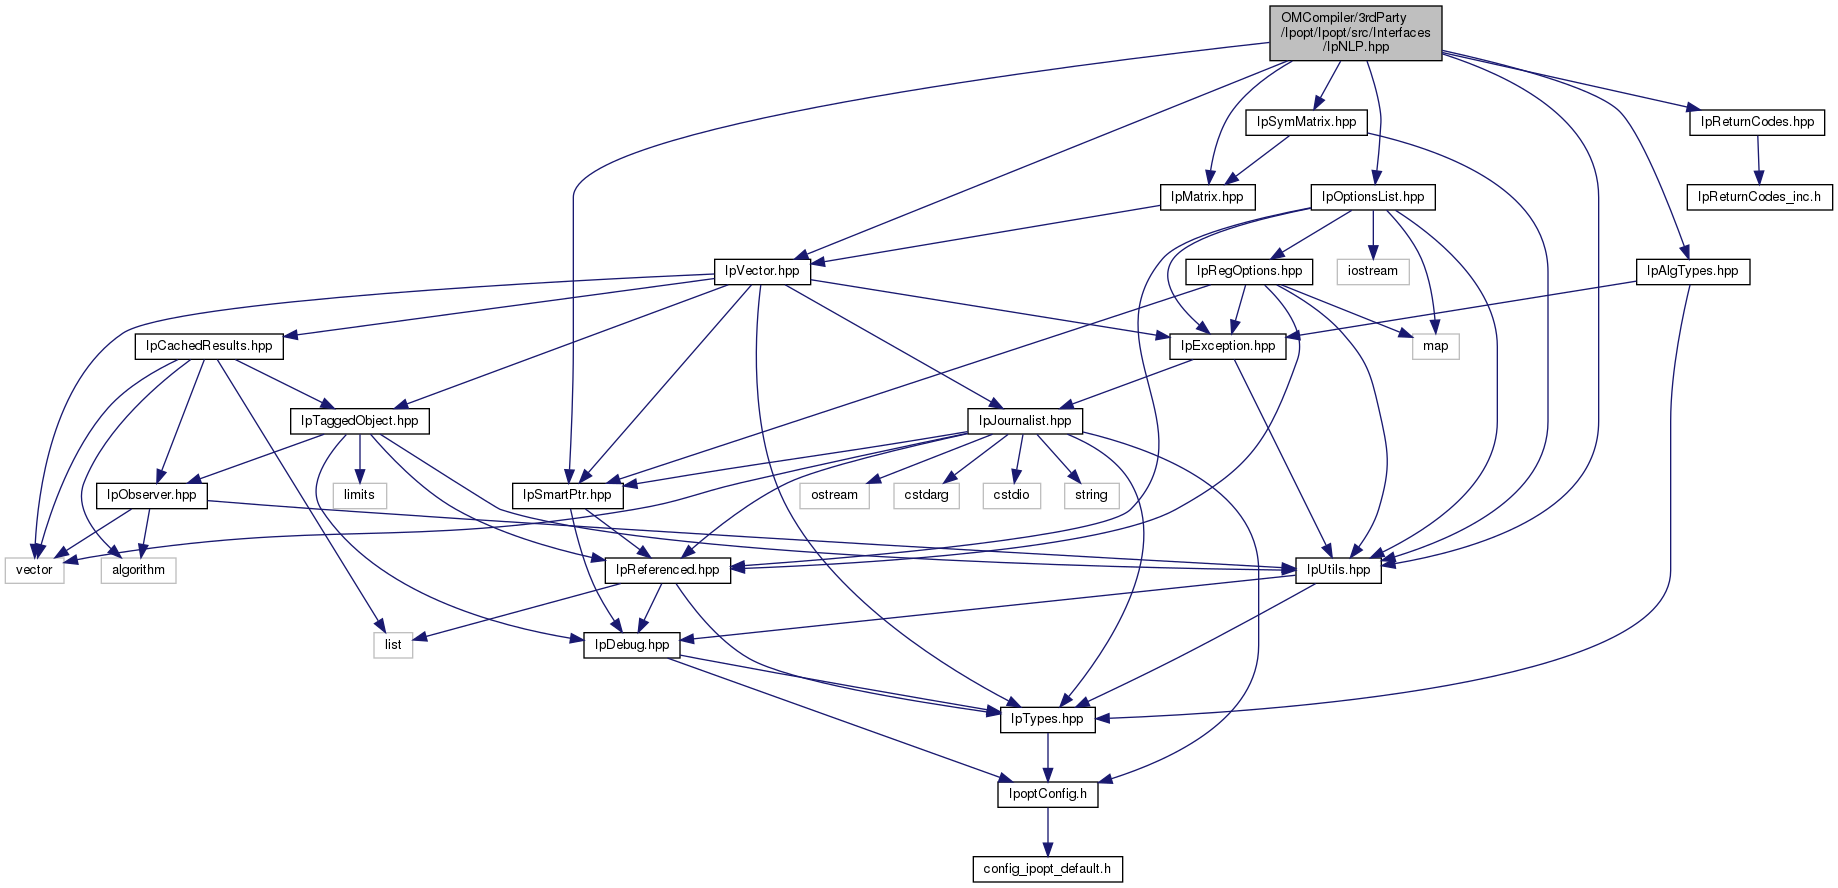 OMCompiler/3rdParty
/Ipopt/Ipopt/src/Interfaces
/IpNLP.hpp
IpSymMatrix.hpp
IpReturnCodes.hpp
IpMatrix.hpp
IpOptionsList.hpp
IpReturnCodes_inc.h
IpVector.hpp
IpRegOptions.hpp
iostream
IpAlgTypes.hpp
IpCachedResults.hpp
IpException.hpp
map
IpTaggedObject.hpp
IpJournalist.hpp
IpObserver.hpp
limits
IpSmartPtr.hpp
ostream
cstdarg
cstdio
string
vector
algorithm
IpReferenced.hpp
IpUtils.hpp
list
IpDebug.hpp
IpTypes.hpp
IpoptConfig.h
config_ipopt_default.h